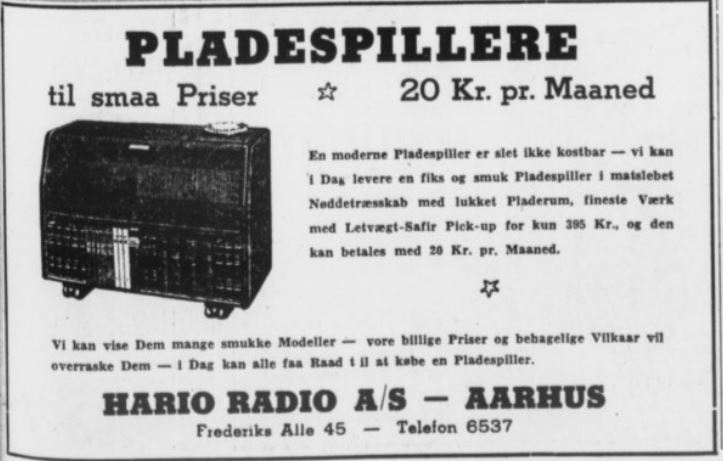 PLADESPILLERE
til smaa Priser ☆ 20 Kr. pr. Maaned
En moderne Pladespiller er slet ikke kostbar — vi kan
i Dag levere en fiks og smuk Pladespiller i matslebet
Nøddetræsskab med lukket Pladerum, fineste Værk
med Letvægt-Safir Pick-up for kun 395 Kr., og den
kan betales med 20 Kr. pr. Maaned.
☆
Vi kan vise Dem mange smukke Modeller — vore billige Priser og behagelige Vilkaar vil
overraske Dem — i Dag kan alle faa Raad t il at købe en Pladespiller.
HARIO RADIO A/S — AARHUS
Frederiks Alle 45 — Telefon 6537